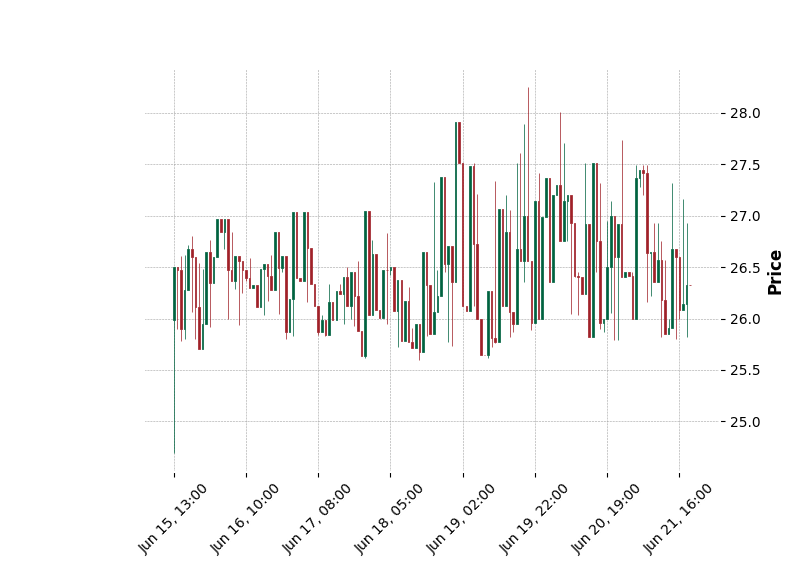 28.0
27.5
27.0
26.5
26.0
25.5
25.0
Price
Jun 15, 13:00
Jun 16, 10:00
Jun 17, 08:00
Jun 18, 05:00
Jun 19, 02:00
Jun 19, 22:00
Jun 20, 19:00
Jun 21, 16:00